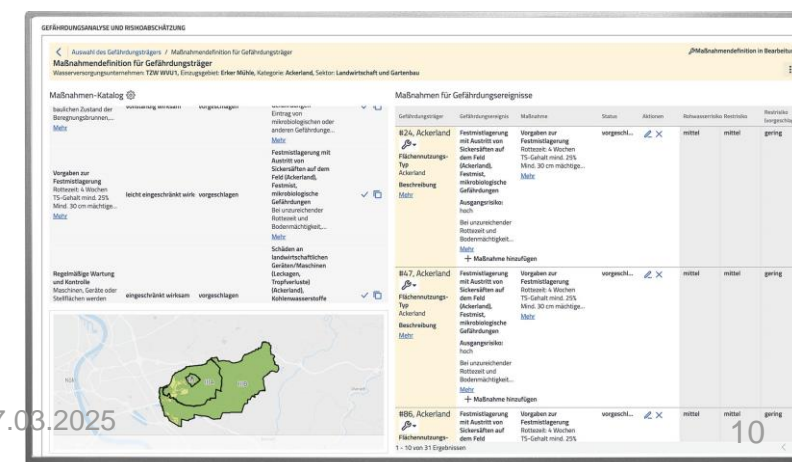 GEFÄHRDUNGSANALYSE UND RISIKOABSCHÄTZUNG
Auswahl des Gefährdungsträgers / Maßnahmendefinition für Gefährdungsträger
Maßnahmendefinition in Bearbeitu
Maßnahmendefinition für Gefährdungsträger
Wasserversorgungsunternehmen: TZW WVU1, Einzugsgebiet: Erker Mühle, Kategorie: Ackerland, Sektor: Landwirtschaft und Gartenbau
Maßnahmen-Katalog
baulichen Zustand der
Beregnungsbrunnen,...
Mehr
vorgeschlagen
Eintrag von
mikrobiologischen oder
anderen Gefährdunge...
Mehr
Vorgaben zur
Festmistlagerung
Rottezeit: 4 Wochen
TS-Gehalt mind. 25%
Mind. 30 cm mächtige...
Mehr
leicht eingeschränkt wirk
vorgeschlagen
Festmistlagerung mit
Austritt von
Sickersäften auf dem
Feld (Ackerland),
Festmist,
mikrobiologische
Gefährdungen
Bei unzureichender
Rottezeit und
Bodenmächtigkeit,...
Mehr
Regelmäßige Wartung
und Kontrolle
Maschinen, Geräte oder
Stellflächen werden
eingeschränkt wirksam
vorgeschlagen
Schäden an
landwirtschaftlichen
Geräten/Maschinen
(Leckagen,
Tropfverluste)
(Ackerland),
Kohlenwasserstoffe
Maßnahmen für Gefährdungsereignisse
Gefährdungsträger
Gefährdungsereignis
Maßnahme
Status
Aktionen
Rohwasserrisiko
Restrisiko
Restrisiko
#24, Ackerland
Flächennutzungs-
Typ
Ackerland
Beschreibung
Mehr
Festmistlagerung
mit Austritt von
Sickersäften auf
dem Feld
(Ackerland),
Festmist,
mikrobiologische
Gefährdungen
Ausgangsrisiko:
hoch
Bei unzureichender
Rottezeit und
Bodenmächtigkeit...
Mehr
+ Maßnahme hinzufügen
Vorgaben zur
Festmistlagerung
Rottezeit: 4 Wochen
TS-Gehalt mind. 25%
Mind. 30 cm mächtige...
Mehr
vorgeschl...
mittel
mittel
gering
#47, Ackerland
Flächennutzungs-
Typ
Ackerland
Beschreibung
Mehr
Festmistlagerung
mit Austritt von
Sickersäften auf
dem Feld
(Ackerland),
Festmist,
mikrobiologische
Gefährdungen
Ausgangsrisiko:
hoch
Bei unzureichender
Rottezeit und
Bodenmächtigkeit...
Mehr
+ Maßnahme hinzufügen
Vorgaben zur
Festmistlagerung
Rottezeit: 4 Wochen
TS-Gehalt mind. 25%
Mind. 30 cm mächtige...
Mehr
vorgeschl...
mittel
mittel
gering
#86, Ackerland
Flächennutzungs-
Festmistlagerung
mit Austritt von
Sickersäften auf
dem Feld
Vorgaben zur
Festmistlagerung
Rottezeit: 4 Wochen
TS-Gehalt mind. 25%
vorgeschl...
mittel
mittel
gering
1 - 10 von 31 Ergebnissen
7.03.2025
10